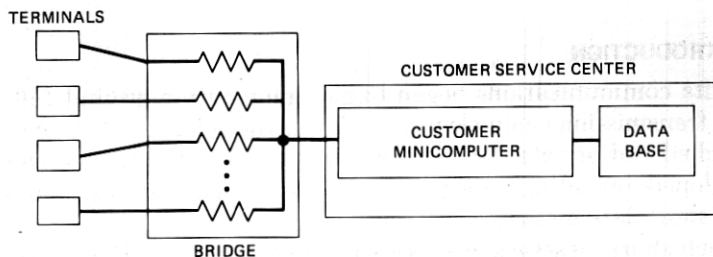 TERMINALS
CUSTOMER SERVICE CENTER
CUSTOMER
MINICOMPUTER
DATA
BASE
BRIDGE